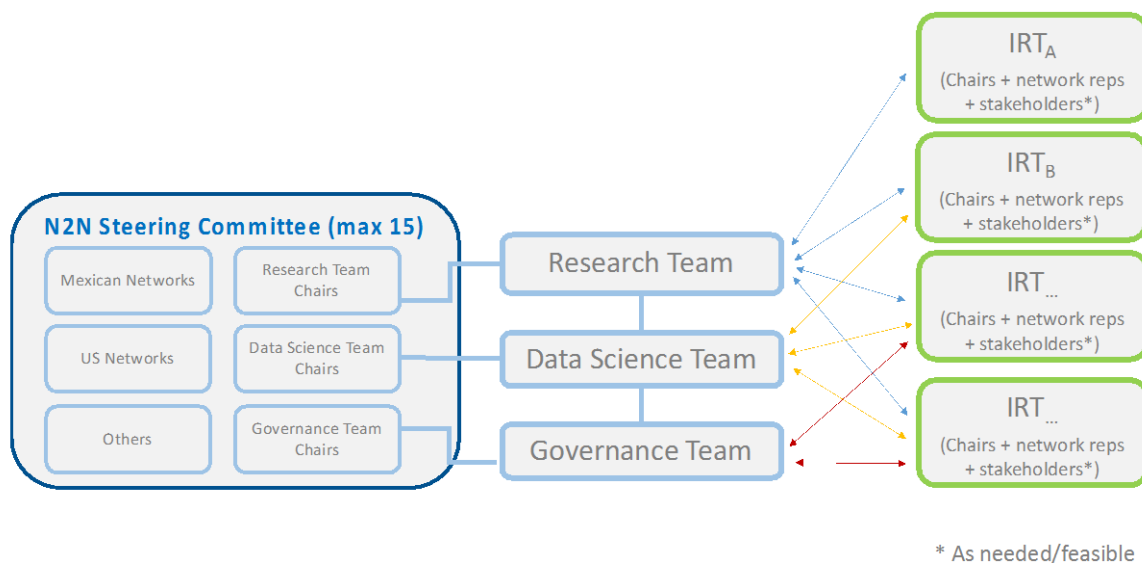 N2N Steering Committee (max 15)
Mexican Networks
Research Team
Chairs
US Networks
Data Science Team
Chairs
Others
Governance Team
Chairs
Research Team
Data Science Team
Governance Team
IRTA
(Chairs + network reps
+ stakeholders*)
IRTB
(Chairs + network reps
+ stakeholders*)
IRT...
(Chairs + network reps
+ stakeholders*)
IRT...
(Chairs + network reps
+ stakeholders*)
* As needed/feasible